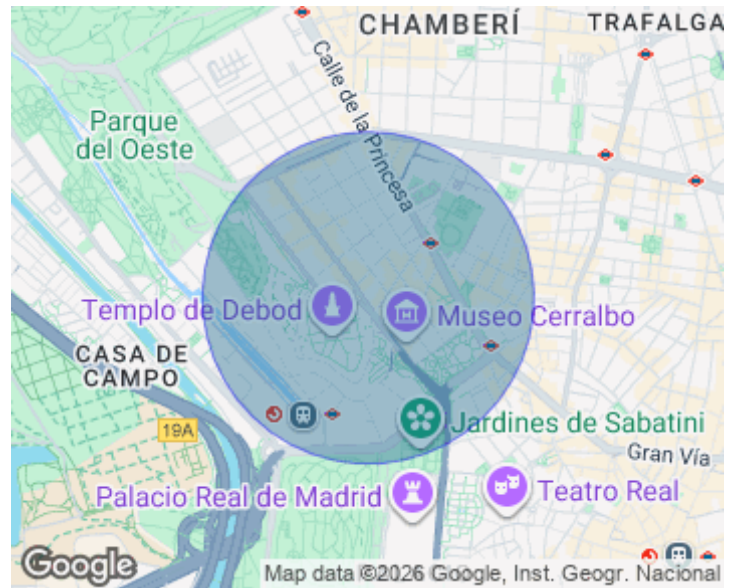 CHAMBERÍ
TRAFALGA
Calle de la Princesa
Parque
del Oeste
Templo de Debod
Museo Cerralbo
CASA DE
CAMPO
19A
Jardines de Sabatini
Gran Vía
Palacio Real de Madrid
Teatro Real
Google
Map data ©2026 Google, Inst. Geogr. Nacional